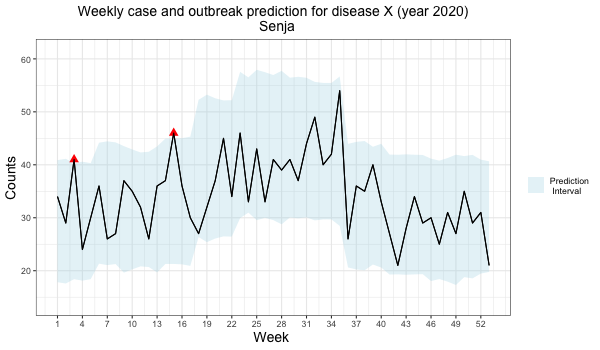 Weekly case and outbreak prediction for disease X (year 2020)
Senja
60
50
40
30
20
Counts
1 4 7 10 13 16 19 22 25 28 31 34 37 40 43 46 49 52
Week
Prediction
Interval